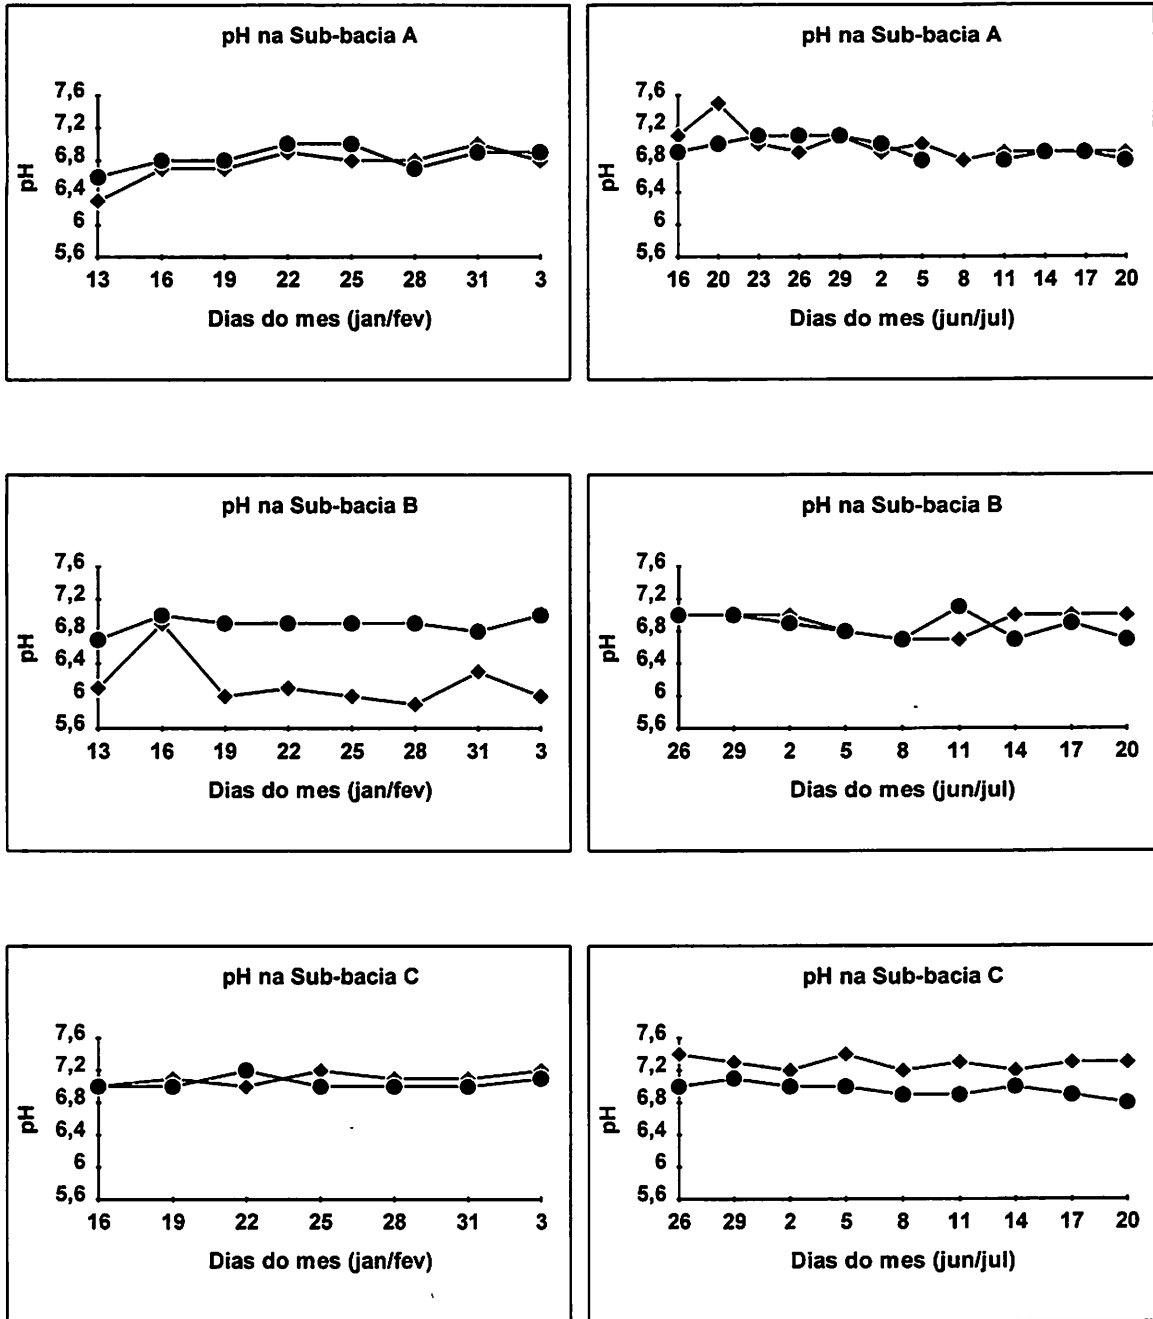 pH na Sub-bacia A
7,6
7,2
6,8
6,4
6
5,6
pH
13 16 19 22 25 28 31 3
Dias do mes (jan/fev)
pH na Sub-bacia A
7,6
7,2
6,8
6,4
6
5,6
pH
16 20 23 26 29 2 5 8 11 14 17 20
Dias do mes (jun/jul)
pH na Sub-bacia B
7,6
7,2
6,8
6,4
6
5,6
pH
13 16 19 22 25 28 31 3
Dias do mes (jan/fev)
pH na Sub-bacia B
7,6
7,2
6,8
6,4
6
5,6
pH
26 29 2 5 8 11 14 17 20
Dias do mes (jun/jul)
pH na Sub-bacia C
7,6
7,2
6,8
6,4
6
5,6
pH
16 19 22 25 28 31 3
Dias do mes (jan/fev)
pH na Sub-bacia C
7,6
7,2
6,8
6,4
6
5,6
pH
26 29 2 5 8 11 14 17 20
Dias do mes (jun/jul)